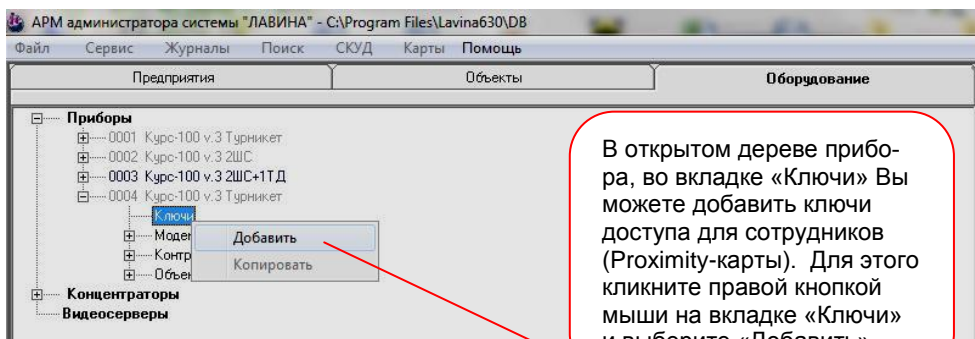 АРМ администратора системы "ЛАВИНА" - C:\Program Files\Lavina630\DB
Файл Сервис Журналы Поиск СКУД Карты Помощь
Предприятия Объекты Оборудование
Приборы
0001 Курс-100 v.3 Турникет
0002 Курс-100 v.3 2ШС
0003 Курс-100 v.3 2ШС+1ТД
0004 Курс-100 v.3 Турникет
Ключи
Добавить
Копировать
Концентраторы
Видеосерверы
В открытом дереве прибо-
ра, во вкладке «Ключи» Вы
можете добавить ключи
доступа для сотрудников
(Proximity-карты). Для этого
кликните правой кнопкой
мыши на вкладке «Ключи»
и выберите «Добавить»